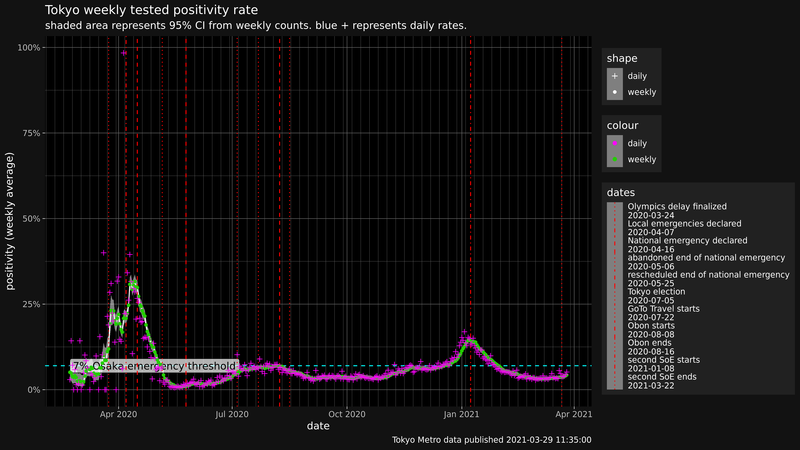 Tokyo weekly tested positivity rate
shaded area represents 95% CI from weekly counts. blue + represents daily rates.
100%
75%
50%
25%
0%
positivity (weekly average)
7% Osaka emergency threshold
Apr 2020
Jul 2020
Oct 2020
Jan 2021
Apr 2021
date
Tokyo Metro data published 2021-03-29 11:35:00
shape
daily
weekly
colour
daily
weekly
dates
Olympics delay finalized
2020-03-24
Local emergencies declared
2020-04-07
National emergency declared
2020-04-16
abandoned end of national emergency
2020-05-06
rescheduled end of national emergency
2020-05-25
Tokyo election
2020-07-05
GoTo Travel starts
2020-07-22
Obon starts
2020-08-08
Obon ends
2020-08-16
second SoE starts
2021-01-08
second SoE ends
2021-03-22